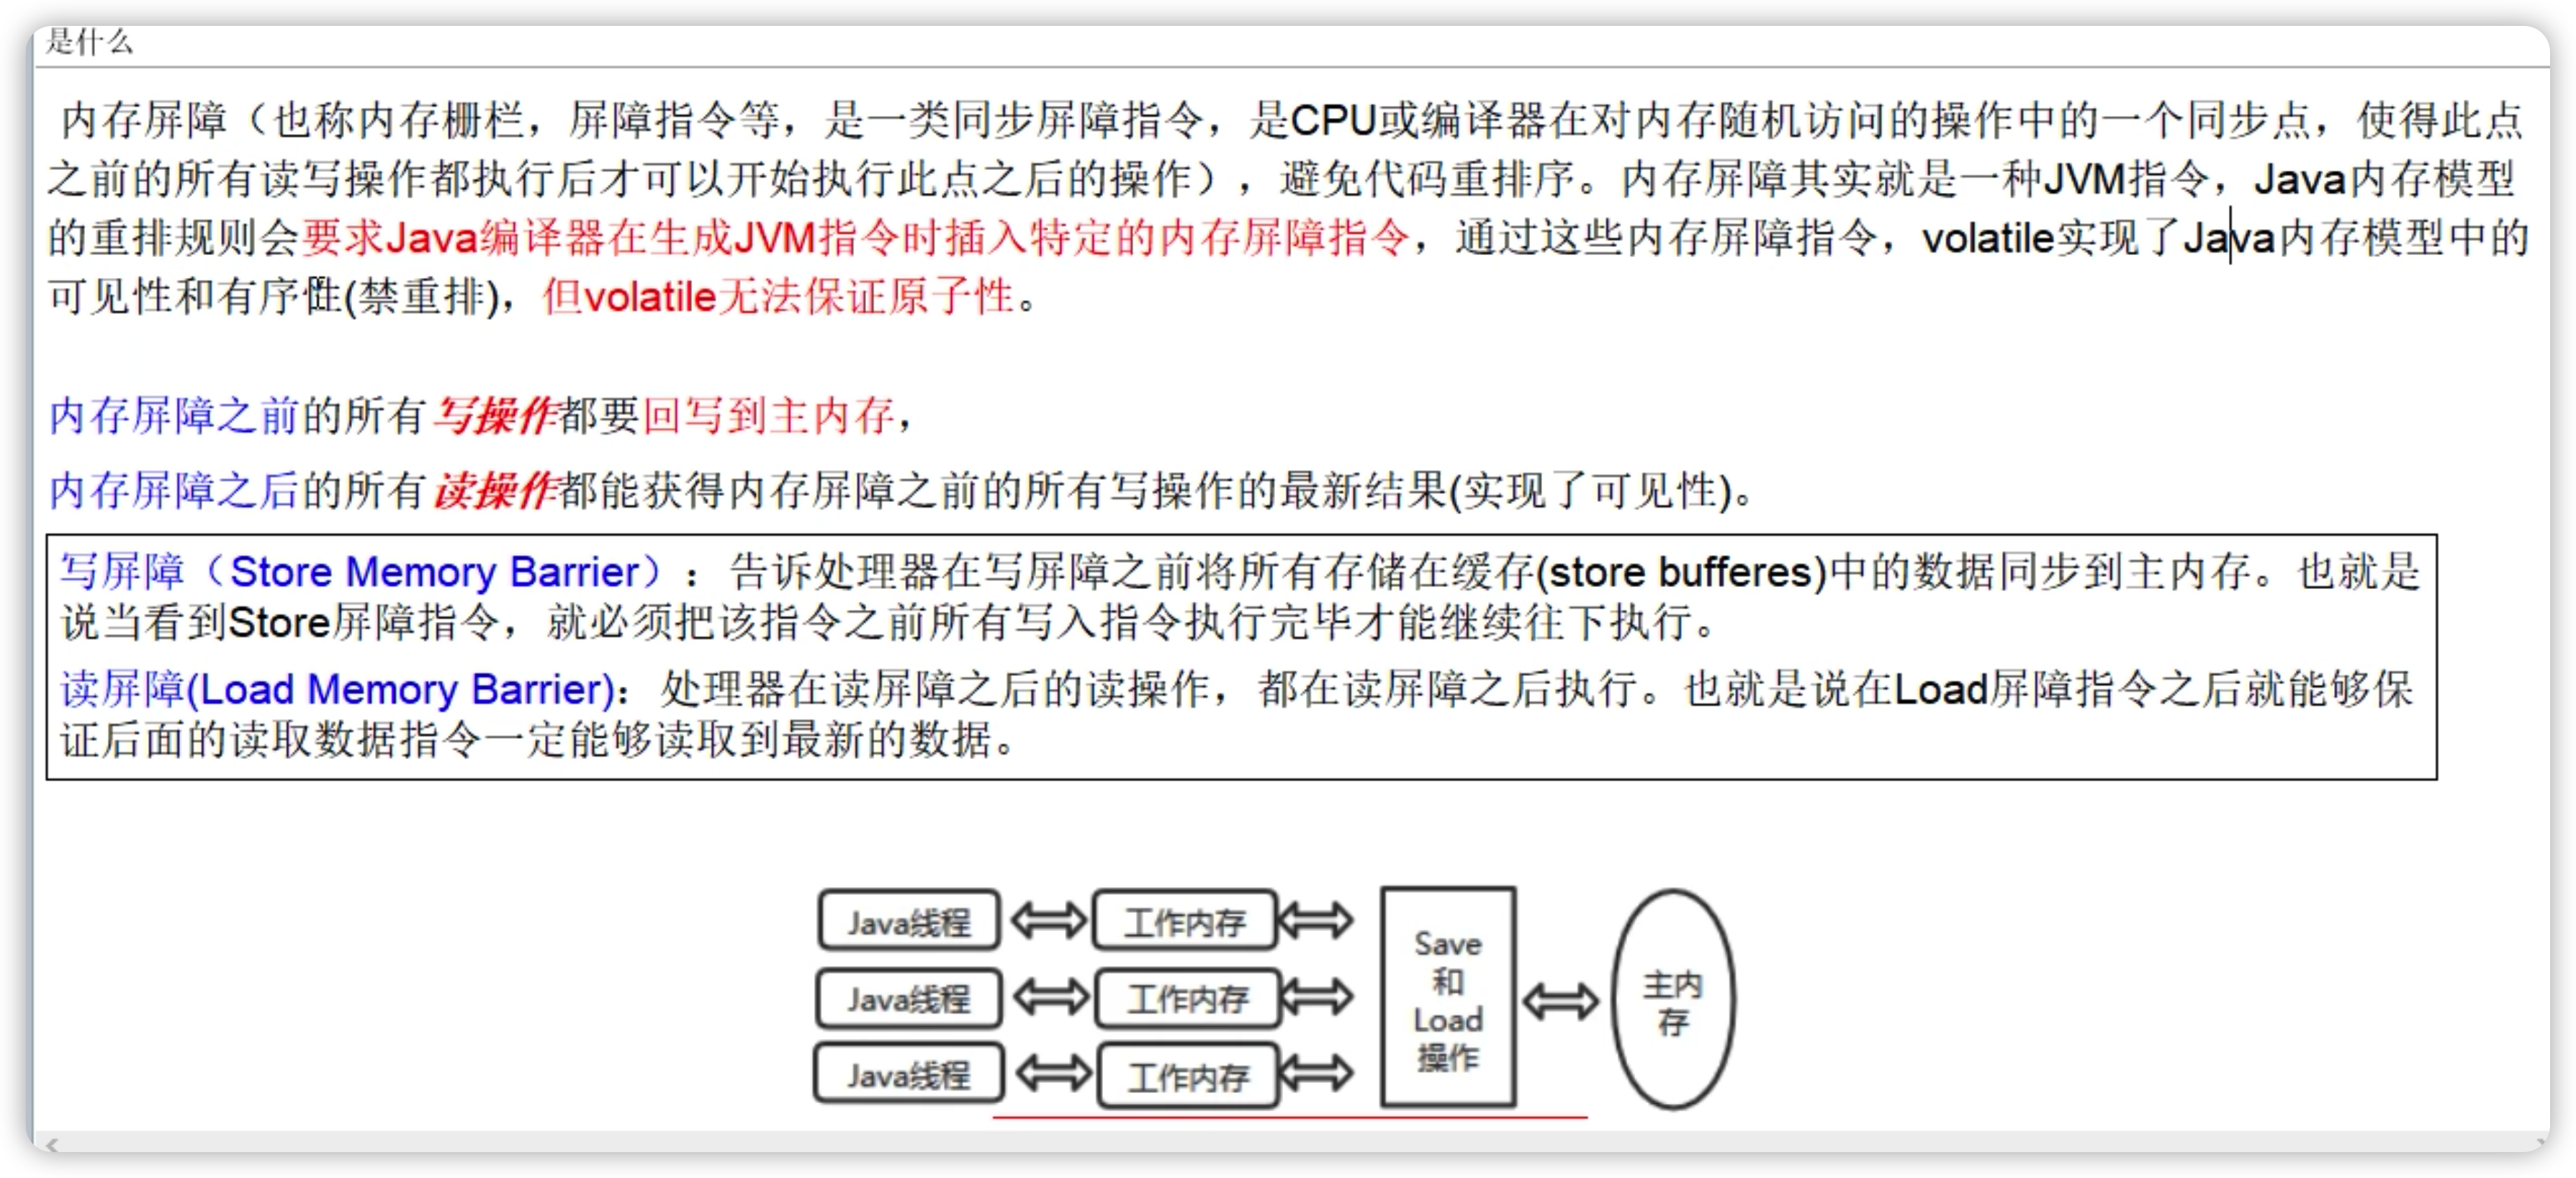 是什么
内存屏障（也称内存栅栏，屏障指令等，是一类同步屏障指令，是CPU或编译器在对内存随机访问的操作中的一个同步点，使得此点
之前的所有读写操作都执行后才可以开始执行此点之后的操作），避免代码重排序。内存屏障其实就是一种JVM指令，Java内存模型
的重排规则会要求Java编译器在生成JVM指令时插入特定的内存屏障指令，通过这些内存屏障指令，volatile实现了Java内存模型中的
可见性和有序性(禁重排)，但volatile无法保证原子性。
内存屏障之前的所有写操作都要回写到主内存，
内存屏障之后的所有读操作都能获得内存屏障之前的所有写操作的最新结果(实现了可见性)。
写屏障（Store Memory Barrier）：告诉处理器在写屏障之前将所有存储在缓存(store bufferes)中的数据同步到主内存。也就是
说当看到Store屏障指令，就必须把该指令之前所有写入指令执行完毕才能继续往下执行。
读屏障(Load Memory Barrier)：处理器在读屏障之后的读操作，都在读屏障之后执行。也就是说在Load屏障指令之后就能够保
证后面的读取数据指令一定能够读取到最新的数据。
Java线程 工作内存
Java线程 工作内存
Java线程 工作内存
Save
和
Load
操作
主内
存